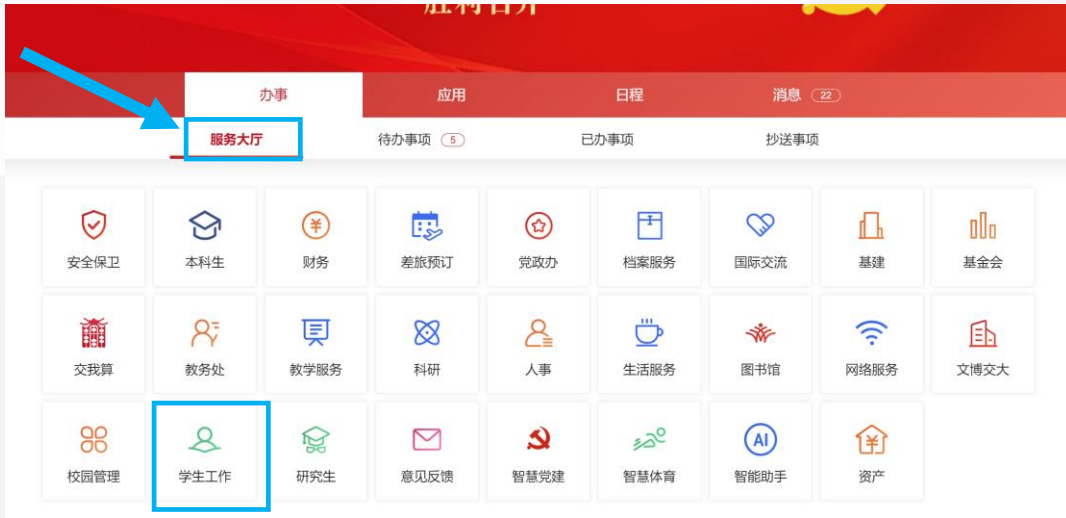 胜利召开
办事 应用 日程 消息 22
服务大厅 待办事项 5 已办事项 抄送事项
安全保卫 本科生 财务 差旅预订 党政办 档案服务 国际交流 基建 基金会
交我算 教务处 教学服务 科研 人事 生活服务 图书馆 网络服务 文博交大
AI
校园管理 学生工作 研究生 意见反馈 智慧党建 智慧体育 智能助手 资产